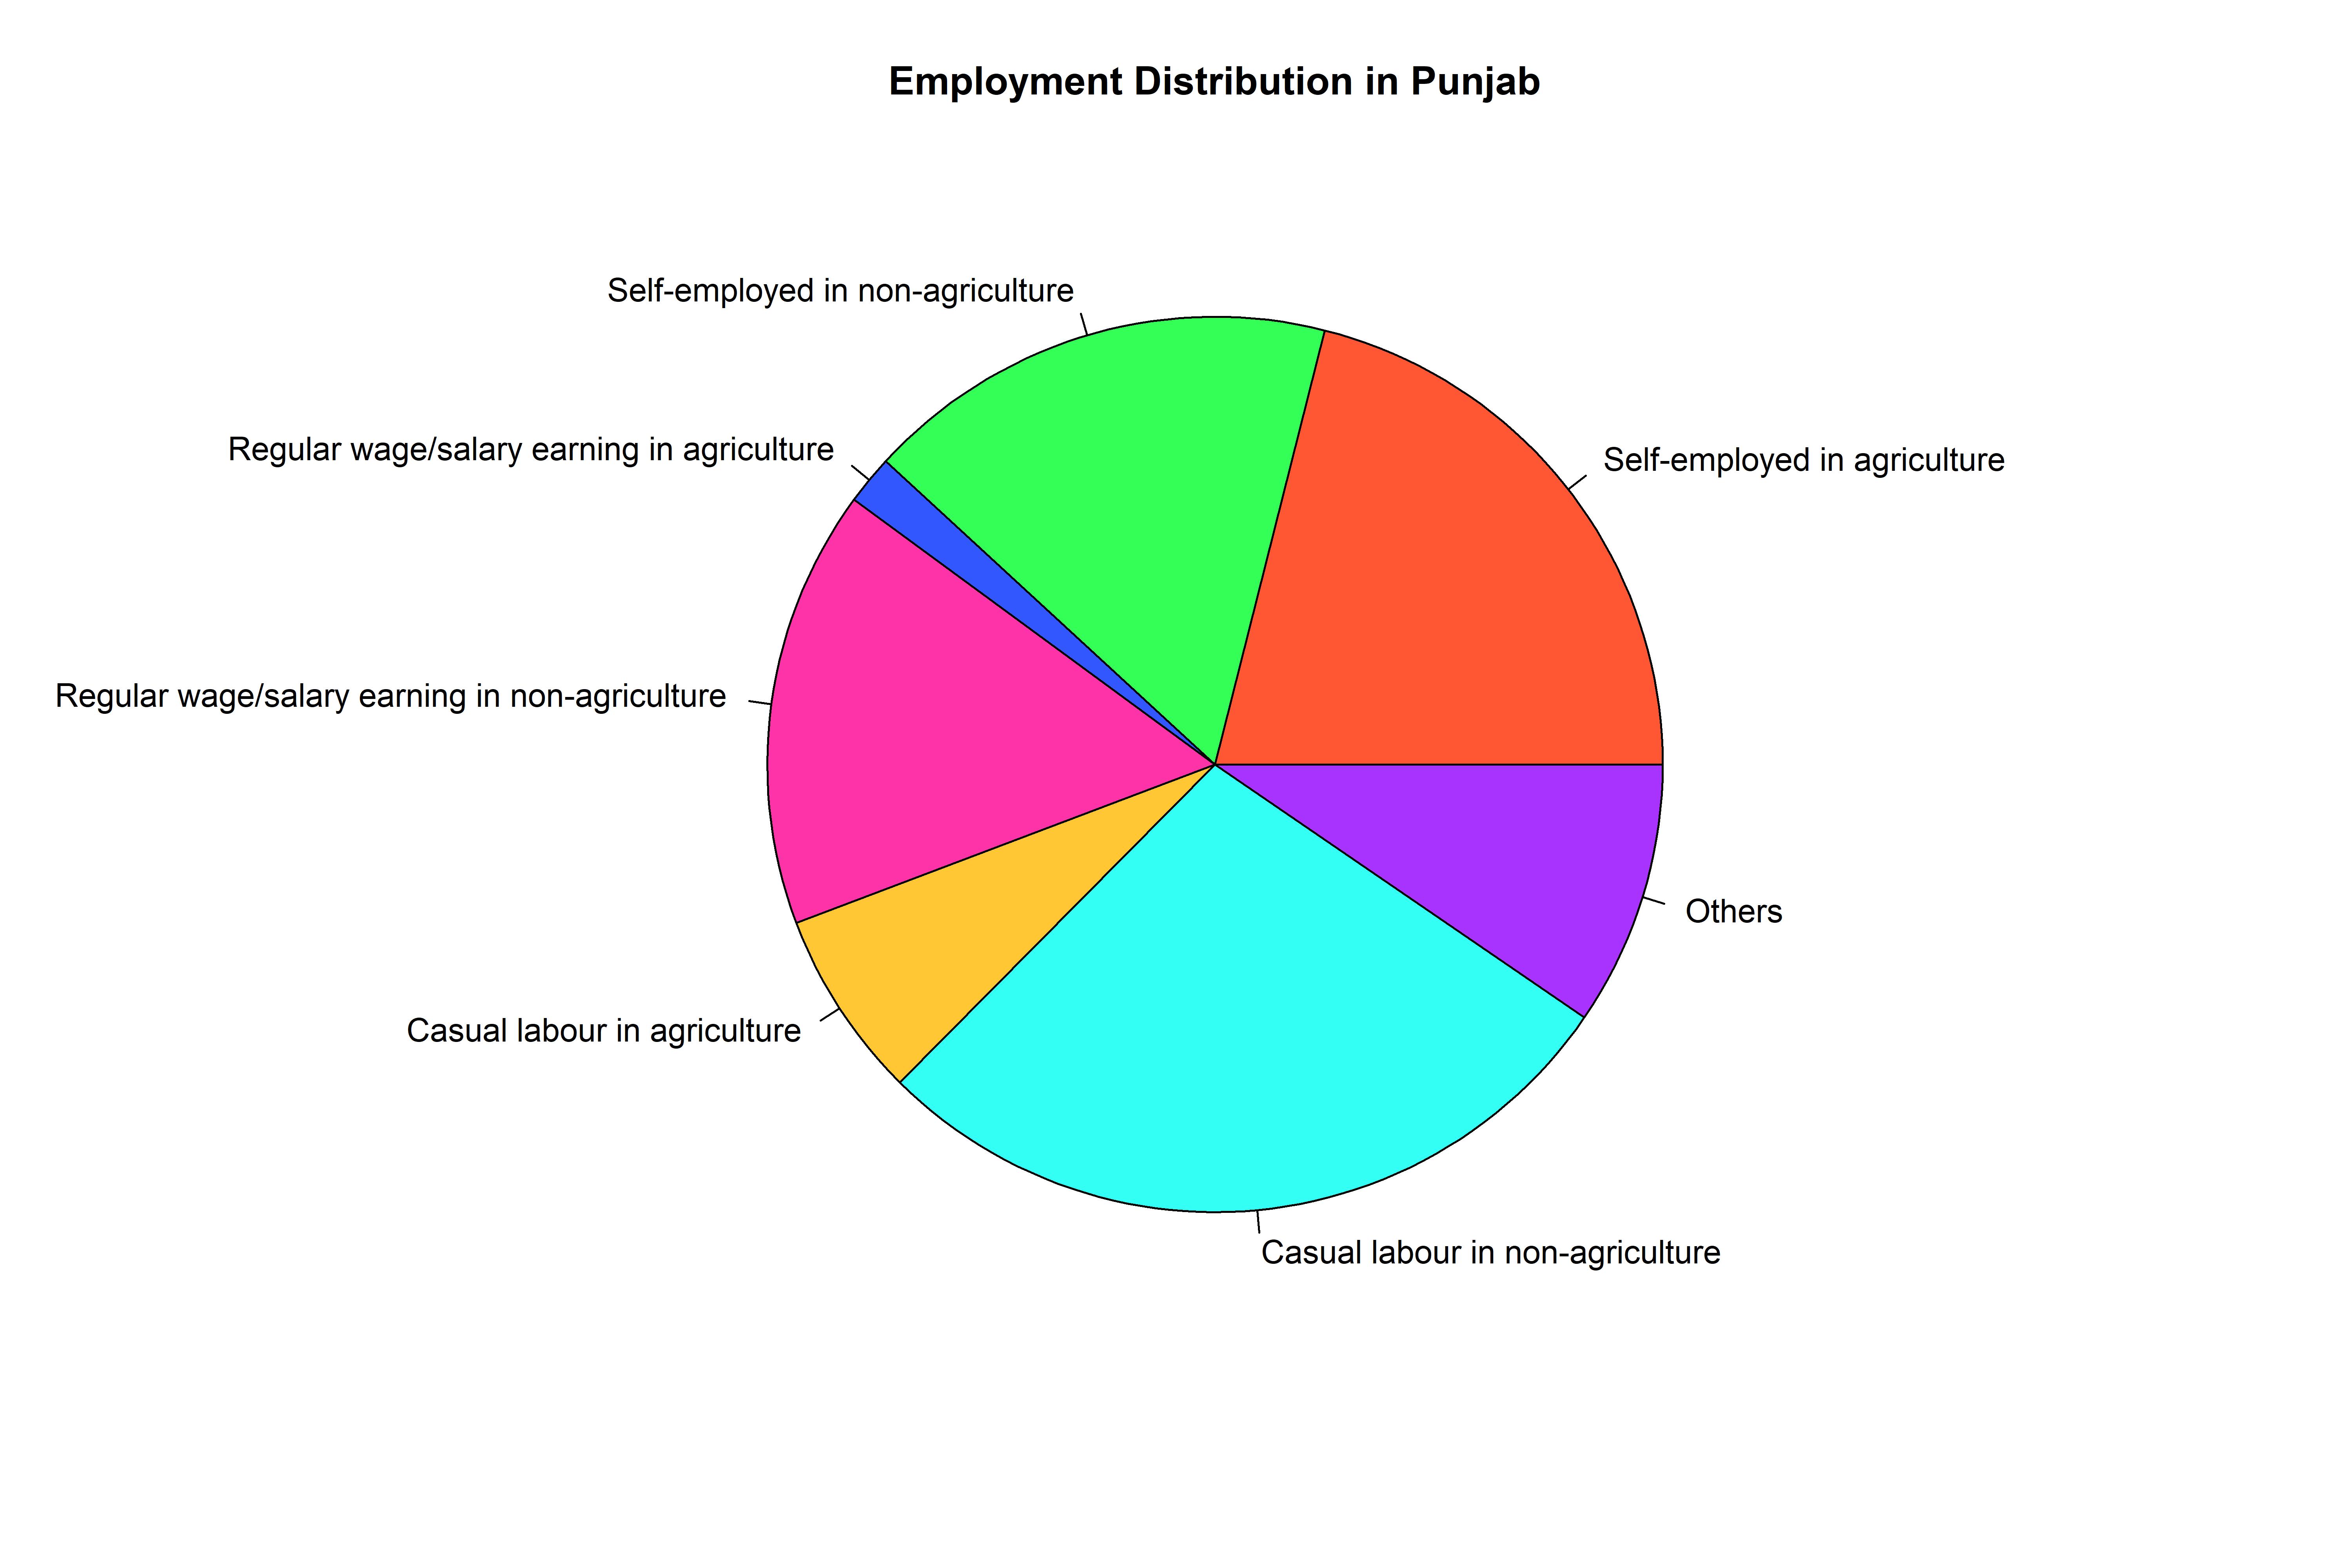 Employment Distribution in Punjab
Self-employed in non-agriculture
Regular wage/salary earning in agriculture
Self-employed in agriculture
Regular wage/salary earning in non-agriculture
Others
Casual labour in agriculture
Casual labour in non-agriculture